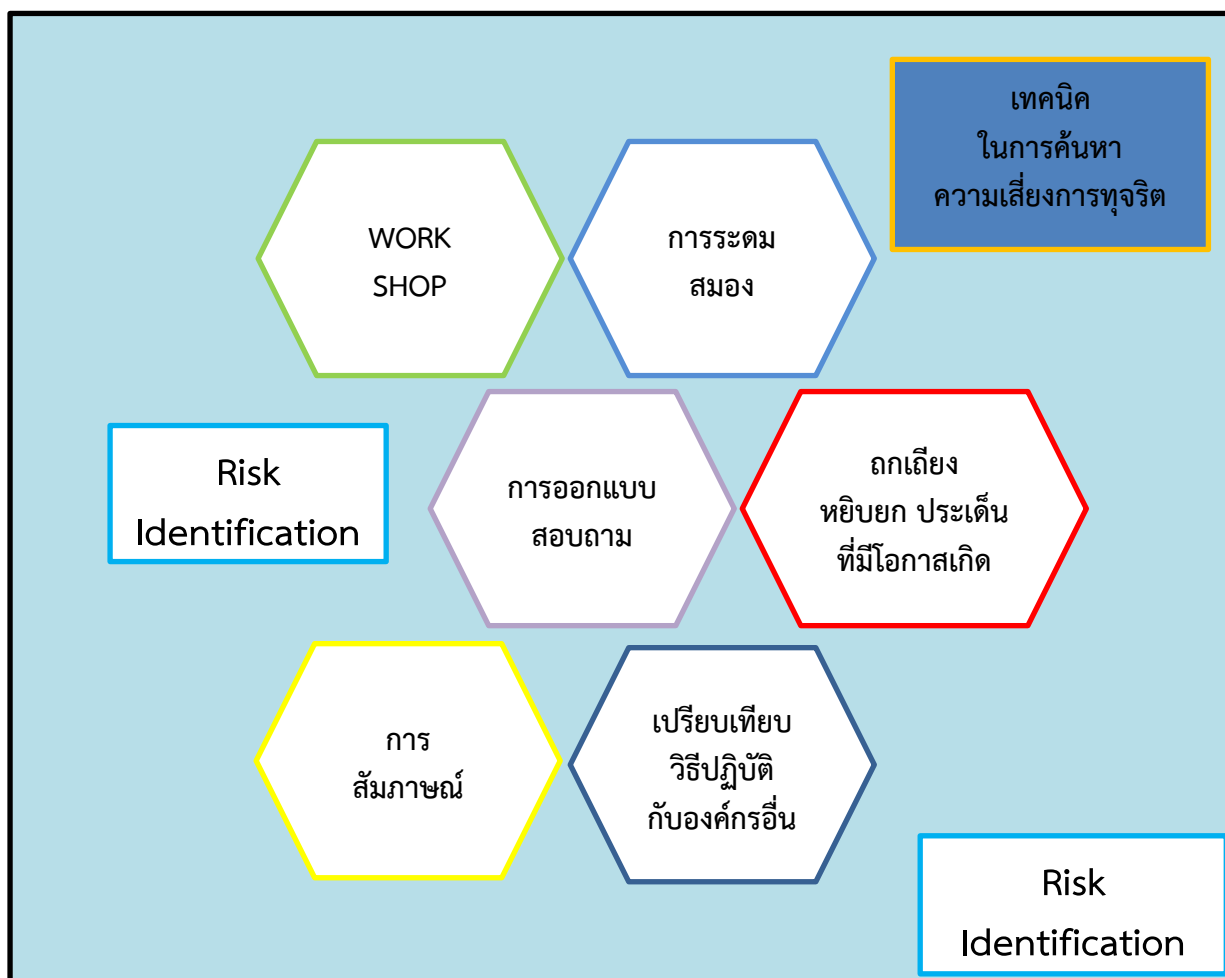 เทคนิค
ในการค้นหา
ความเสี่ยงการทุจริต
WORK
SHOP
การระดม
สมอง
Risk
Identification
การออกแบบ
สอบถาม
ถกเถียง
หยิบยก ประเด็น
ที่มีโอกาสเกิด
การ
สัมภาษณ์
เปรียบเทียบ
วิธีปฏิบัติ
กับองค์กรอื่น
Risk
Identification